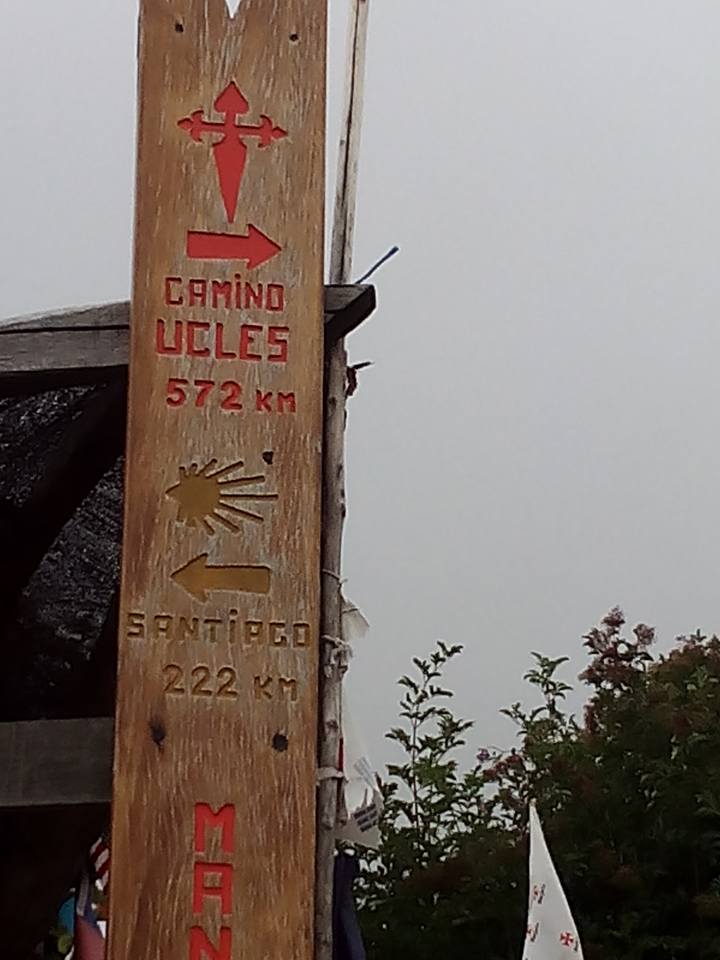 CAMINO
UCLES
572 KM
SANTIAGO
222 KM
MAN